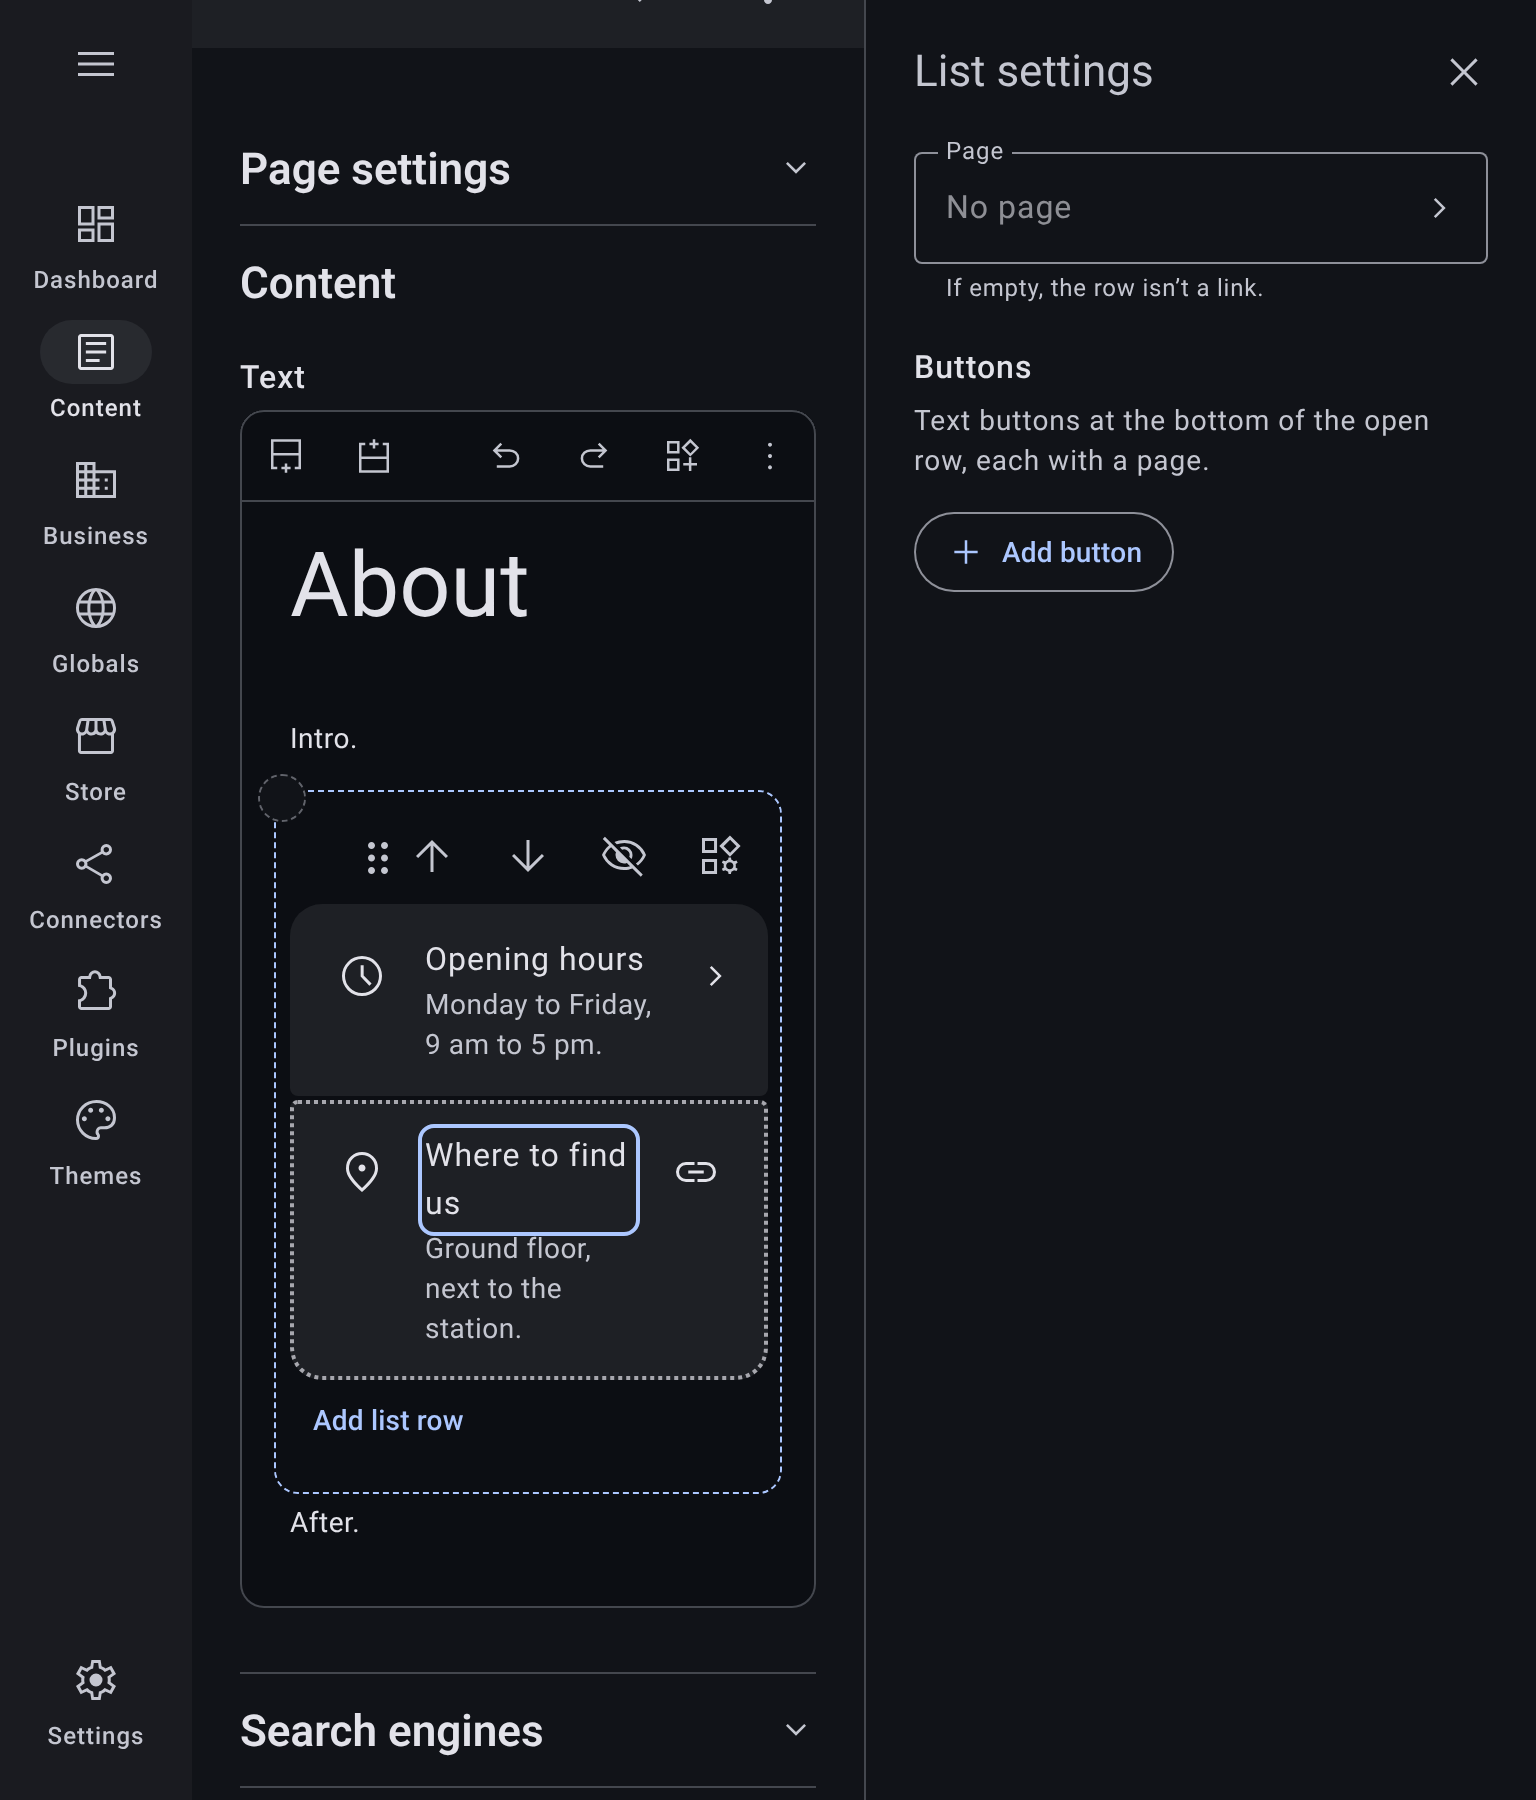 Dashboard
Content
Business
Globals
Store
Connectors
Plugins
Themes
Settings
Page settings
Content
Text
About
Intro.
Opening hours
Monday to Friday,
9 am to 5 pm.
Where to find
us
Ground floor,
next to the
station.
Add list row
After.
Search engines
List settings
Page
No page
If empty, the row isn’t a link.
Buttons
Text buttons at the bottom of the open
row, each with a page.
Add button